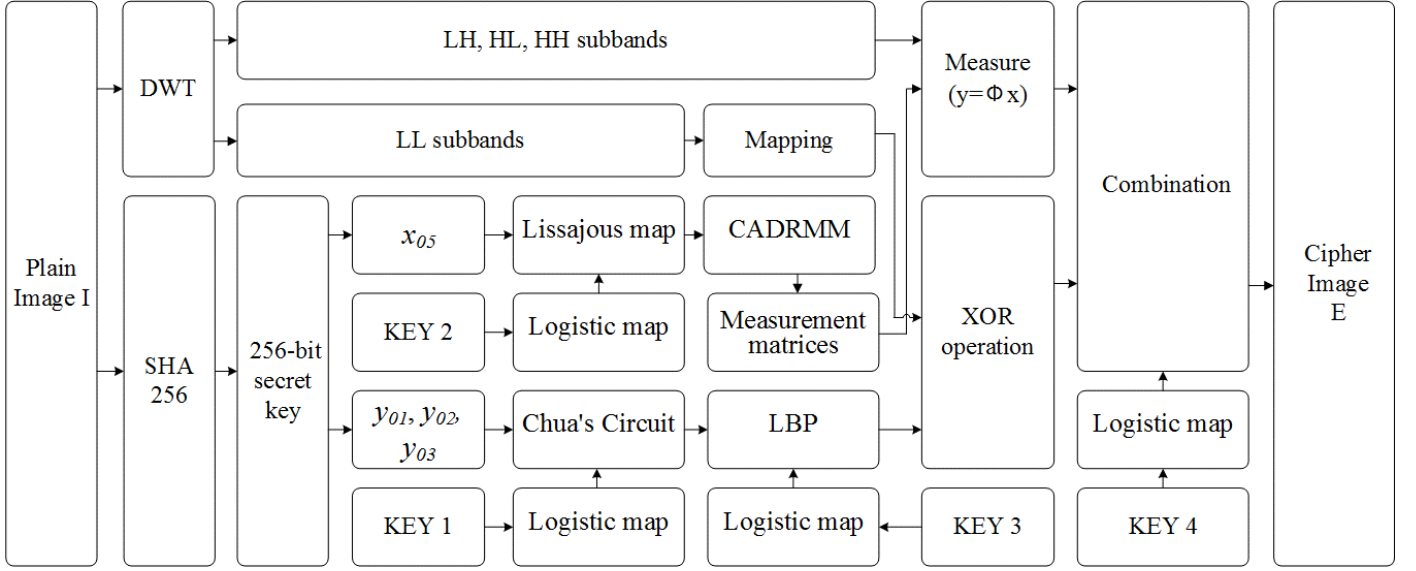 LH, HL, HH subbands
DWT
Measure
(y=Φx)
LL subbands
Mapping
Combination
Plain
Image I
SHA
256
256-bit
secret
key
x05
Lissajous map
CADRMM
KEY 2
Logistic map
Measurement
matrices
XOR
operation
Cipher
Image
E
y01, y02,
y03
Chua's Circuit
LBP
Logistic map
KEY 1
Logistic map
Logistic map
KEY 3
KEY 4